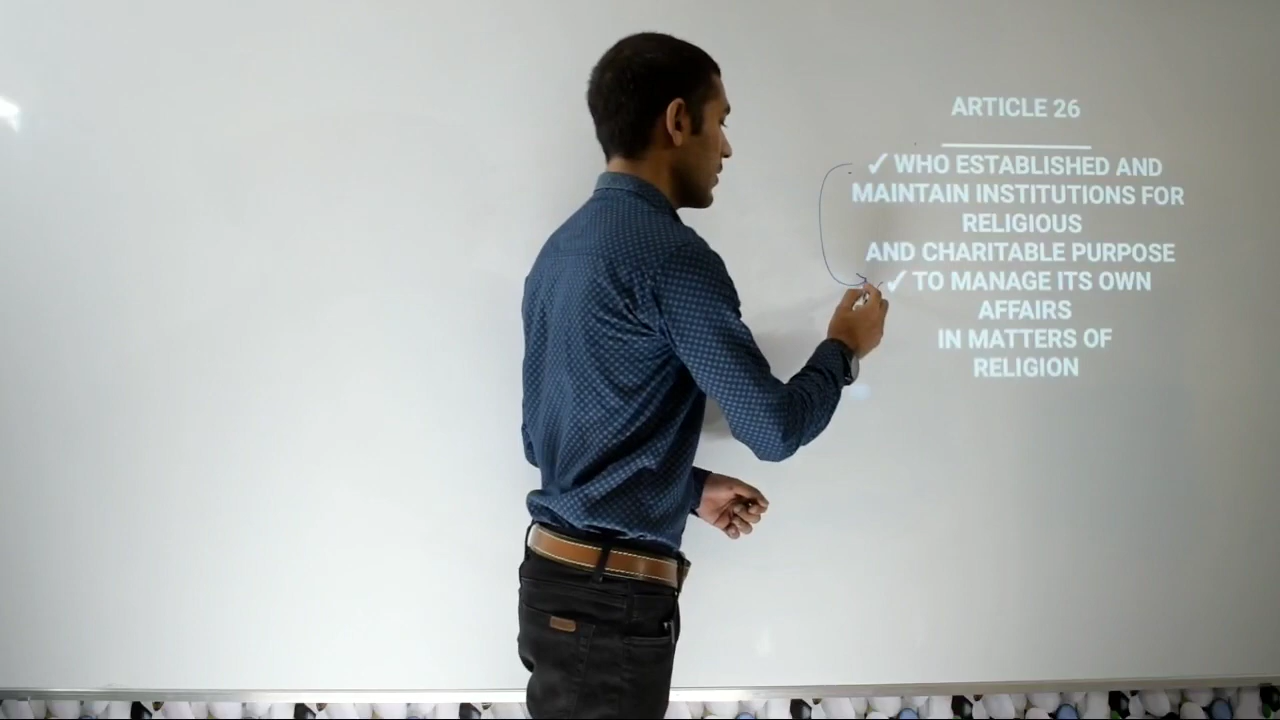 ARTICLE 26
✓ WHO ESTABLISHED AND
MAINTAIN INSTITUTIONS FOR
RELIGIOUS
AND CHARITABLE PURPOSE
✓ TO MANAGE ITS OWN
AFFAIRS
IN MATTERS OF
RELIGION